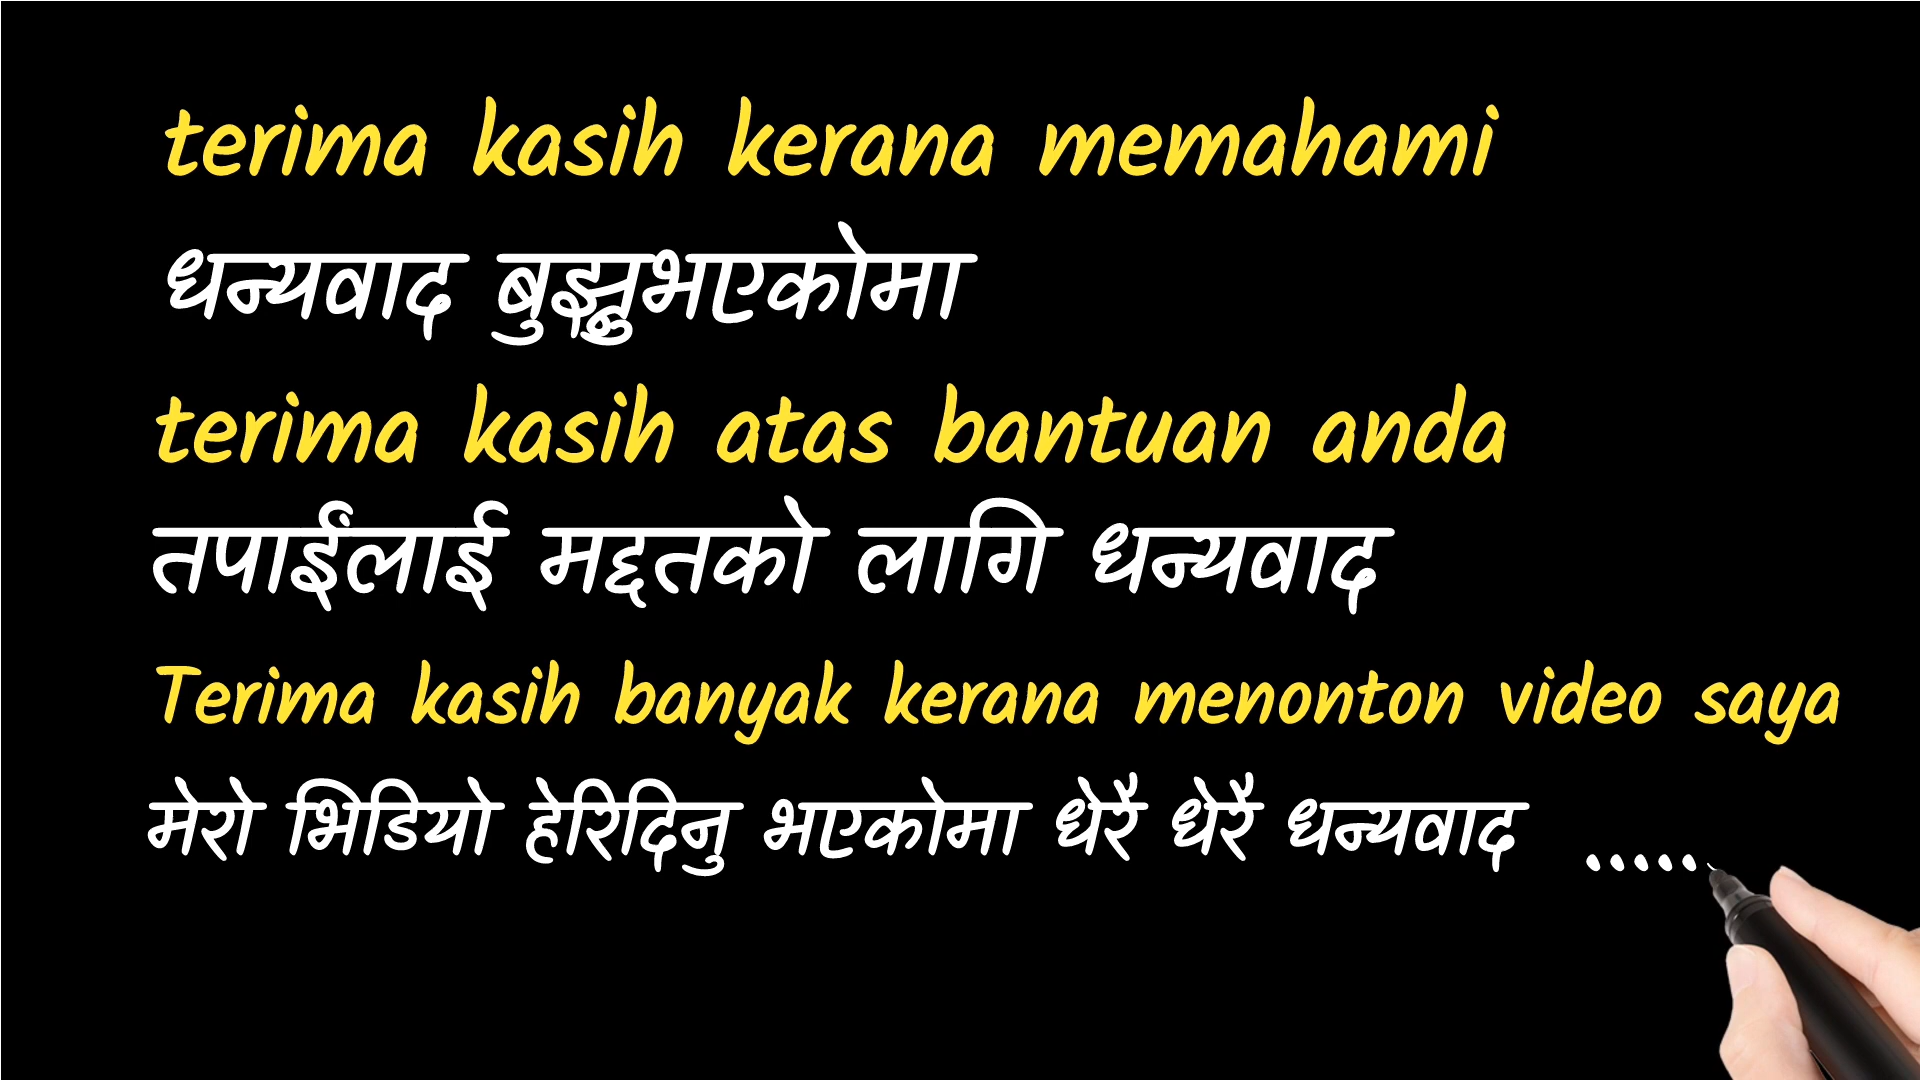 terima kasih kerana memahami
धन्यवाद बुझ्नुभएकोमा
terima kasih atas bantuan anda
तपाईंलाई मद्दतको लागि धन्यवाद
Terima kasih banyak kerana menonton video saya
मेरो भिडियो हेरिदिनु भएकोमा धेरै धेरै धन्यवाद .....